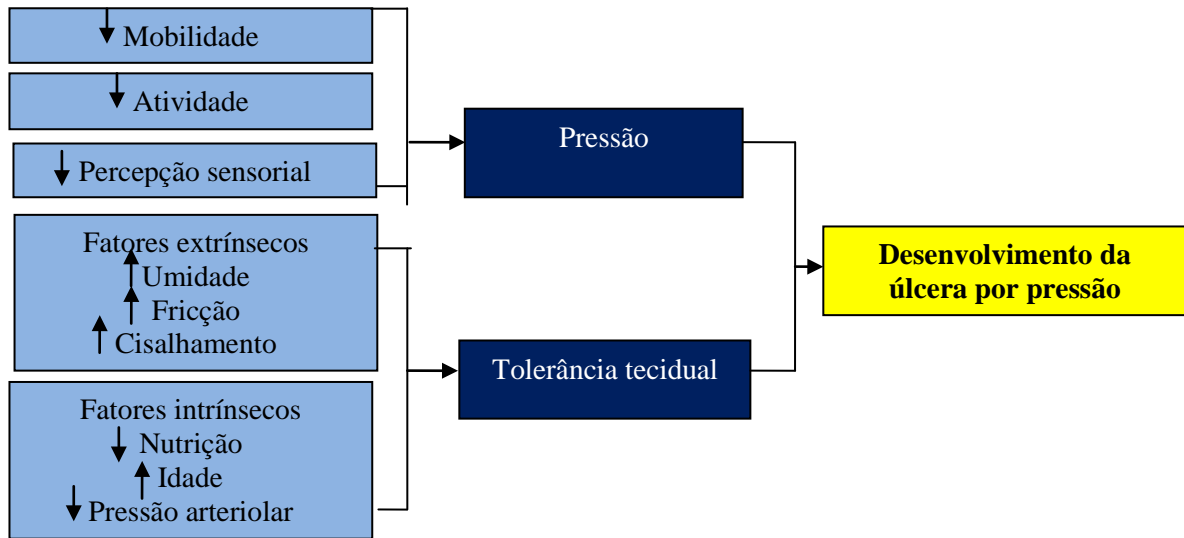 Mobilidade
Atividade
Percepção sensorial
Fatores extrínsecos
Umidade
Fricção
Cisalhamento
Fatores intrínsecos
Nutrição
Idade
Pressão arteriolar
Pressão
Tolerância tecidual
Desenvolvimento da
úlcera por pressão